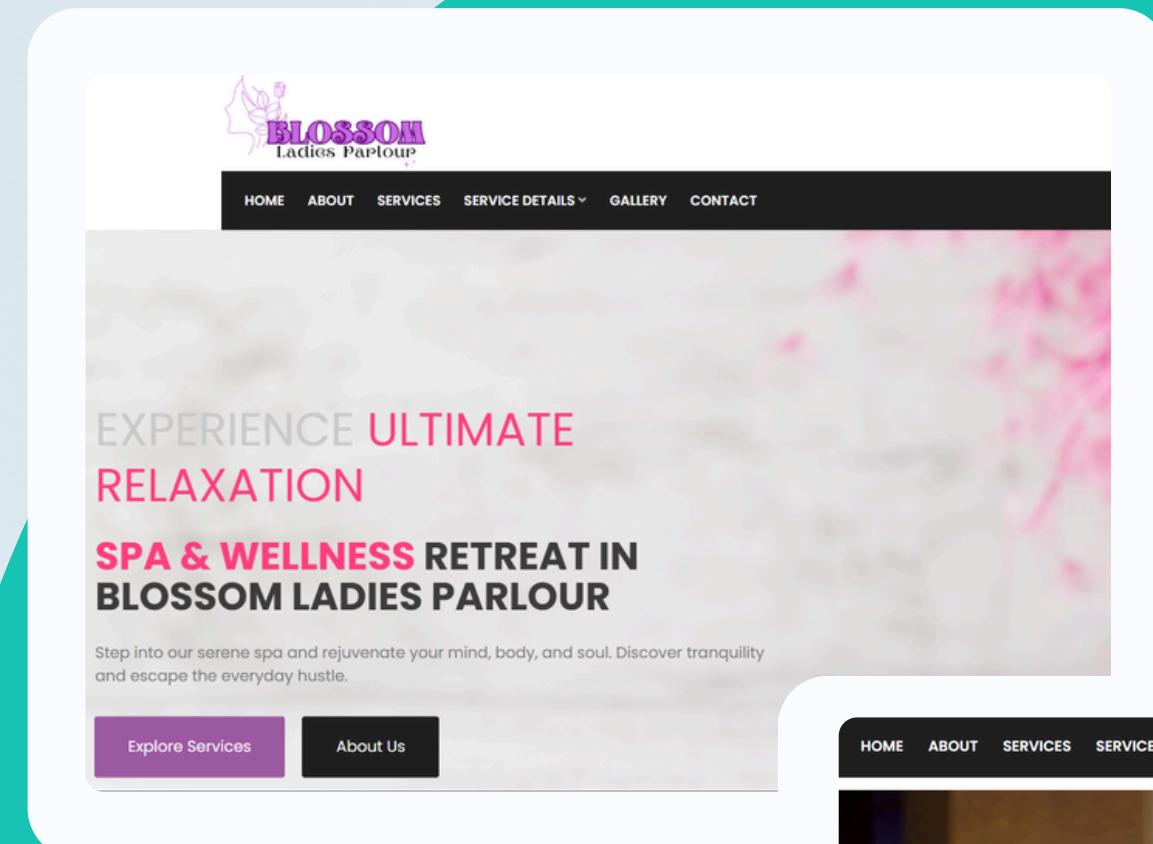 BLOSSOM
Ladies Parlour
HOME ABOUT SERVICES SERVICE DETAILS GALLERY CONTACT
EXPERIENCE ULTIMATE
RELAXATION
SPA & WELLNESS RETREAT IN
BLOSSOM LADIES PARLOUR
Step into our serene spa and rejuvenate your mind, body, and soul. Discover tranquility
and escape the everyday hustle.
Explore Services About Us
HOME ABOUT SERVICES SERVICE